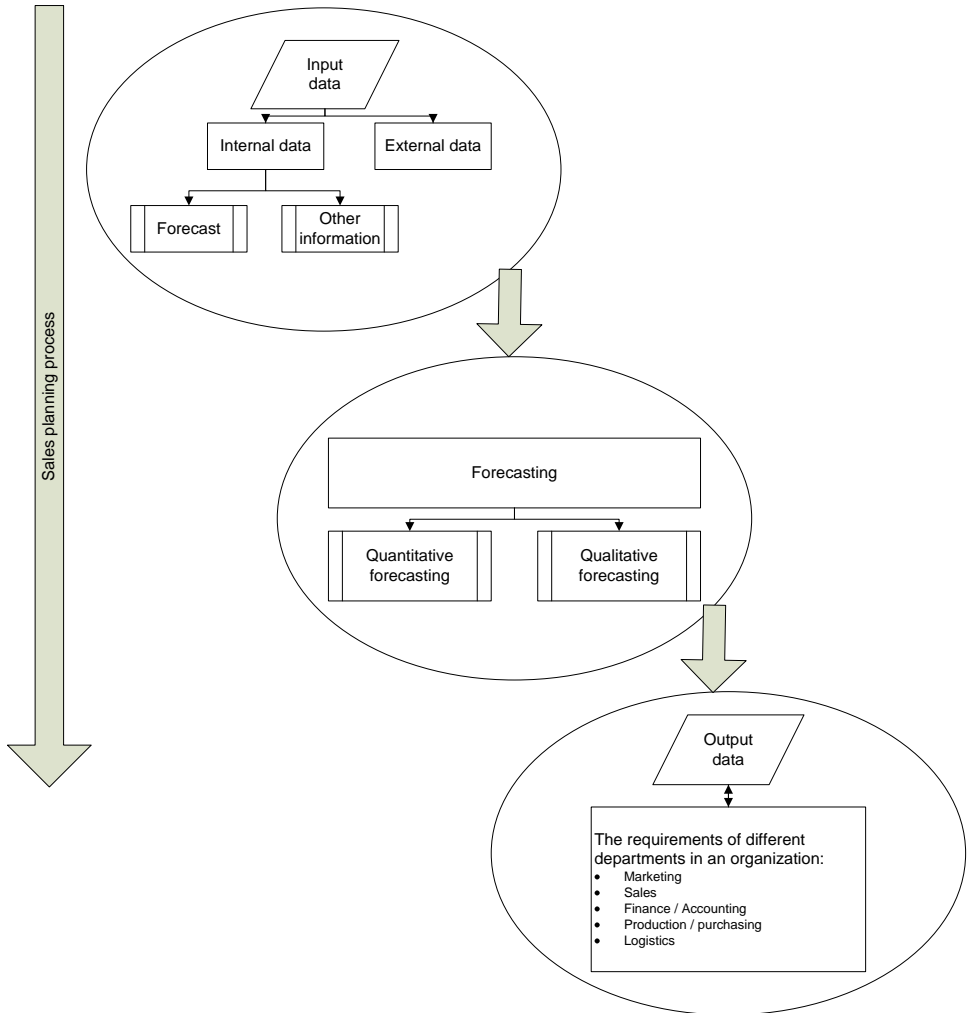 Sales planning process
Input
data
Internal data
External data
Forecast
Other
information
Forecasting
Quantitative
forecasting
Qualitative
forecasting
Output
data
The requirements of different
departments in an organization:
• Marketing
• Sales
• Finance / Accounting
• Production / purchasing
• Logistics